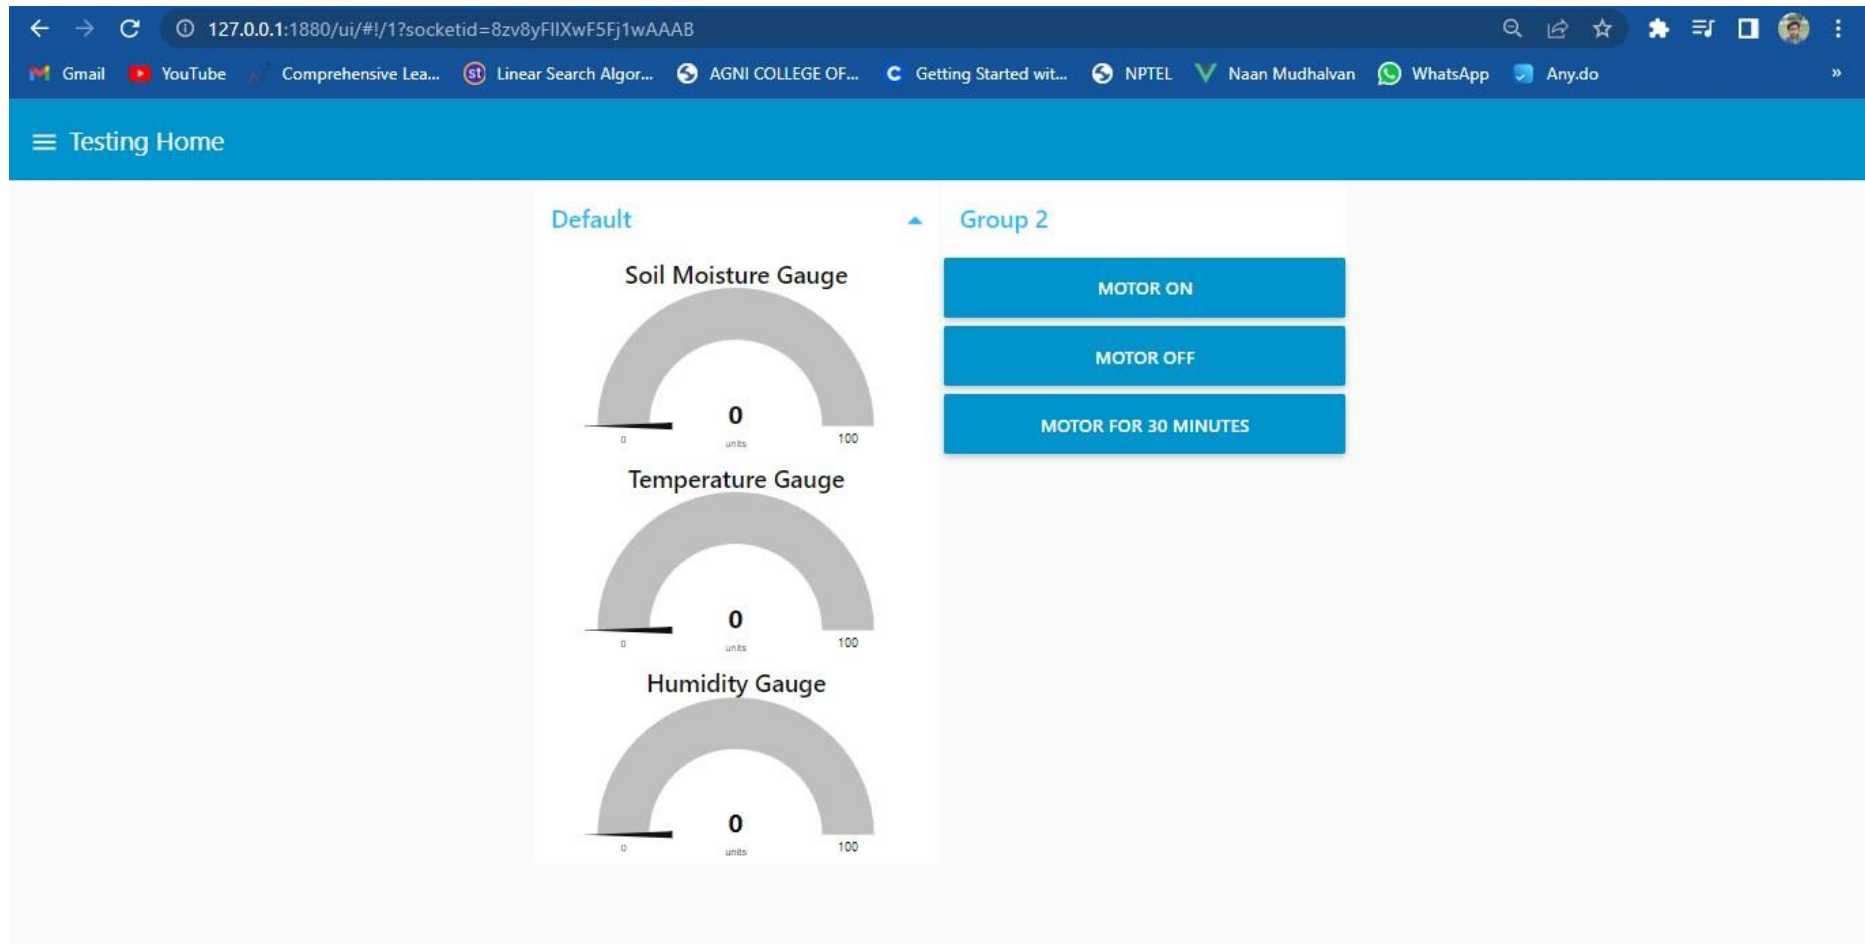 127.0.0.1:1880/ui/#!/1?socketid=8zv8yFIlXwF5Fj1wAAAB
Gmail YouTube Comprehensive Lea... st Linear Search Algor... AGNI COLLEGE OF... C Getting Started wit... NPTEL Naan Mudhalvan WhatsApp Any.do »
Testing Home
Default
Soil Moisture Gauge
0
0 units 100
Temperature Gauge
0
0 units 100
Humidity Gauge
0
0 units 100
Group 2
MOTOR ON
MOTOR OFF
MOTOR FOR 30 MINUTES